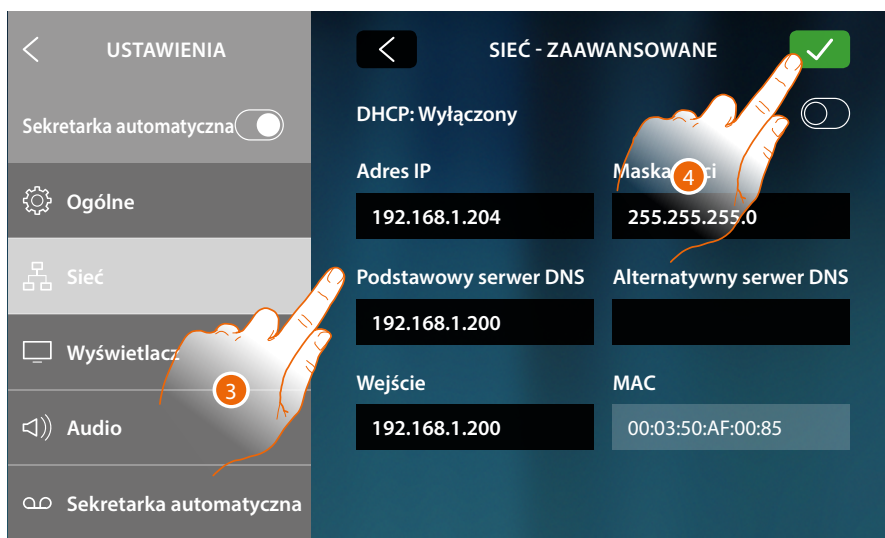 USTAWIENIA
Sekretarka automatyczna
Ogólne
Sieć
Wyświetlacz
3
Audio
Sekretarka automatyczna
SIEĆ - ZAAWANSOWANE
DHCP: Wyłączony
Adres IP
192.168.1.204
Maska ci
4
255.255.255.0
Podstawowy serwer DNS
192.168.1.200
Alternatywny serwer DNS
Wejście
192.168.1.200
MAC
00:03:50:AF:00:85